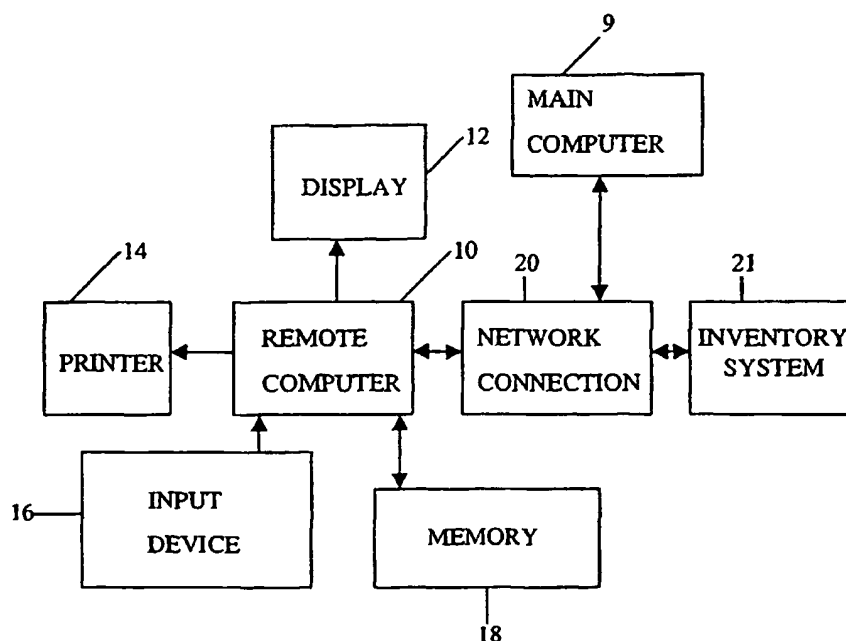 9
MAIN
COMPUTER
12
DISPLAY
14
10
20
21
PRINTER
REMOTE
COMPUTER
NETWORK
CONNECTION
INVENTORY
SYSTEM
16
INPUT
DEVICE
MEMORY
18